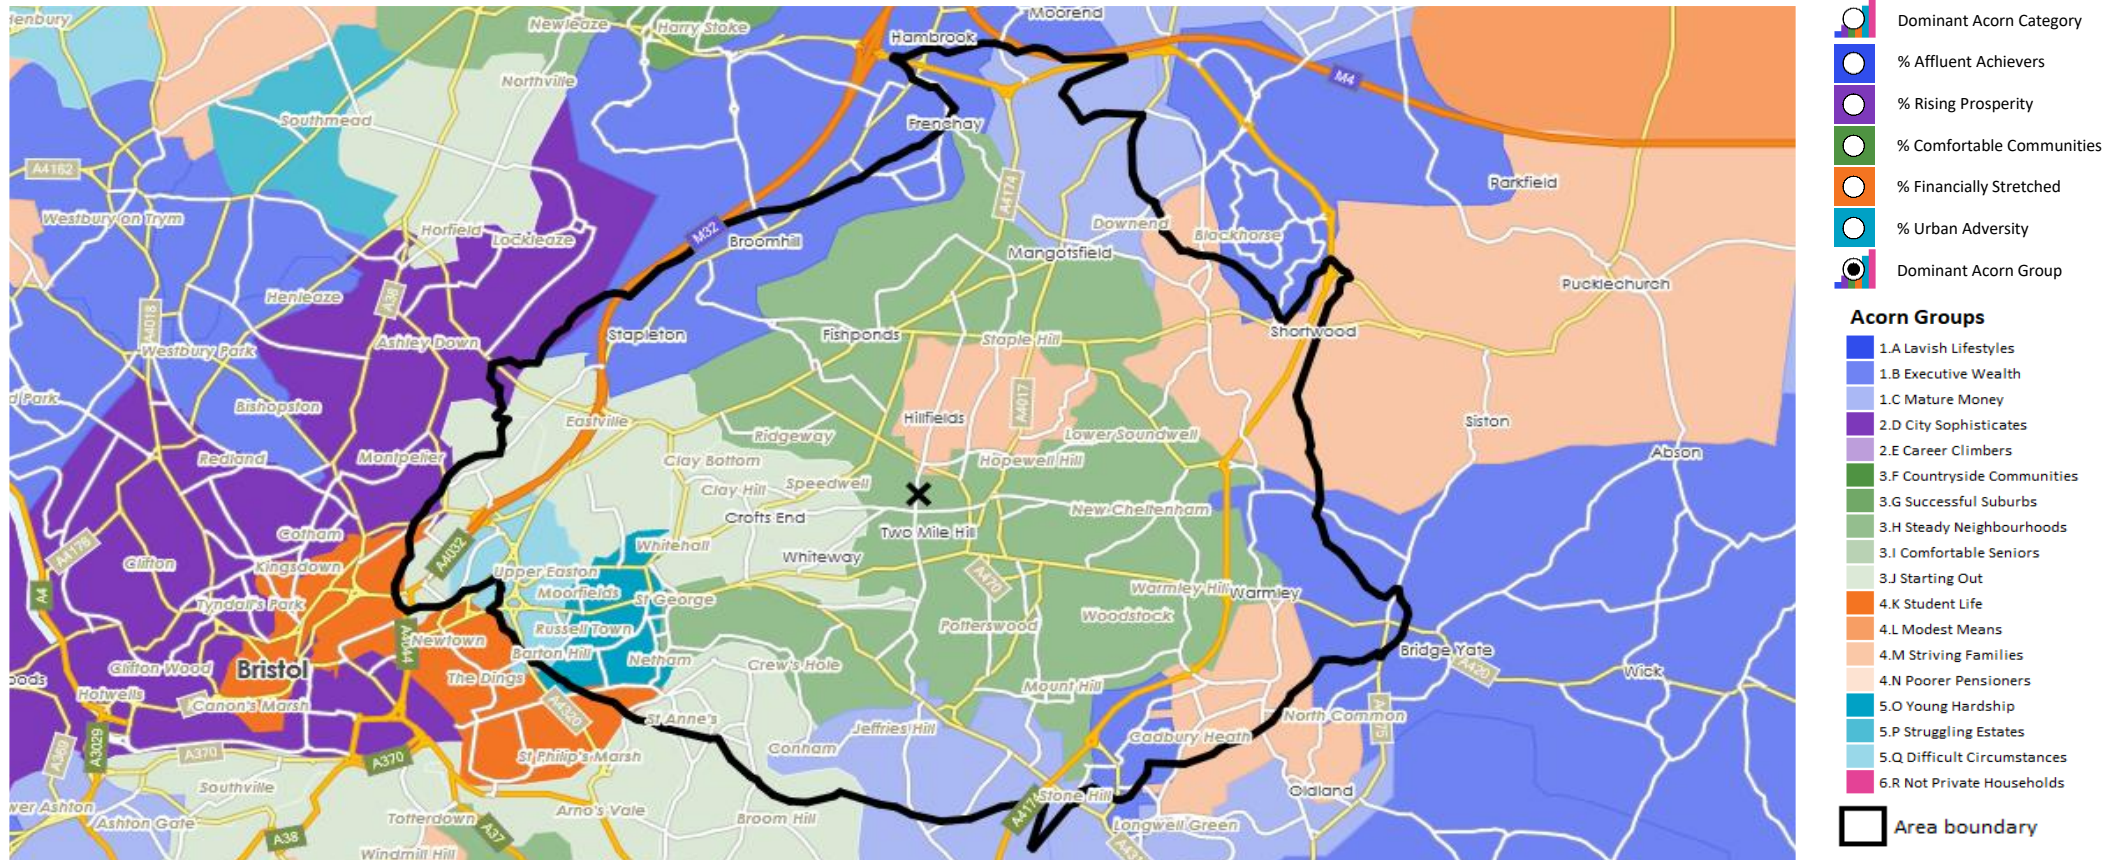 Henbury
Newleaze
Harry Stoke
Moorend
Hambrook
Northville
M4
Southmead
Frenchay
A4162
A4174
Parkfield
Westbury on Trym
Horfield
Lockleaze
M32
Broomhill
Downend
Blackhorse
Mangotsfield
Pucklechurch
Henleaze
A38
A4018
Ashley Down
Stapleton
Fishponds
Staple Hill
Shortwood
Westbury Park
d Park
Bishopston
Eastville
Hillfields
A4017
Siston
Ridgeway
Lower Soundwell
Redland
Montpelier
Clay Bottom
Hopewell Hill
Abson
Clay Hill
Speedwell
Crofts End
New Cheltenham
Two Mile Hill
Cotham
A4176
Whitehall
Whiteway
A4032
Clifton
Kingsdown
Upper Easton
A4
Moorfields
St George
A420
Warmley Hill
Warmley
Tyndall's Park
Russell Town
Potterswood
Woodstock
A4044
Newtown
Barton Hill
Netham
Crew's Hole
Bridge Yate
A420
Wick
Clifton Wood
Bristol
The Dings
Mount Hill
oods
Hotwells
Canon's Marsh
A4320
St Anne's
Jeffries Hill
North Common
A4175
A369
A3029
A370
A370
St Philip's Marsh
Conham
Cadbury Heath
Southville
Stone Hill
Oldland
A4174
wer Ashton
Ashton Gate
A38
Totterdown
A37
Arno's Vale
Broom Hill
Longwell Green
A431
Windmill Hill
Dominant Acorn Category
% Affluent Achievers
% Rising Prosperity
% Comfortable Communities
% Financially Stretched
% Urban Adversity
Dominant Acorn Group
Acorn Groups
1.A Lavish Lifestyles
1.B Executive Wealth
1.C Mature Money
2.D City Sophisticates
2.E Career Climbers
3.F Countryside Communities
3.G Successful Suburbs
3.H Steady Neighbourhoods
3.I Comfortable Seniors
3.J Starting Out
4.K Student Life
4.L Modest Means
4.M Striving Families
4.N Poorer Pensioners
5.O Young Hardship
5.P Struggling Estates
5.Q Difficult Circumstances
6.R Not Private Households
Area boundary